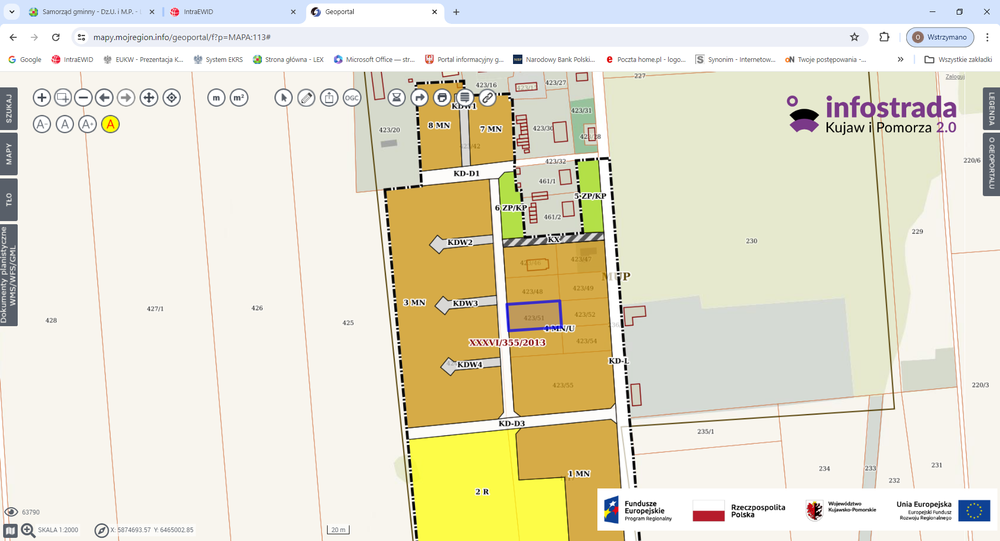 Samorząd gminny - Dz.U. i M.P. -
IntraEWID
Geoportal
mapy.mojregion.info/geoportal/f?p=MAPA:113#
O
Wstrzymano
Google
IntraEWID
EUKW - Prezentacja K...
System EKRS
Strona główna - LEX
Microsoft Office — str...
Portal informacyjny g...
NBP
Narodowy Bank Polski...
Poczta home.pl - logo...
Synonim - Internetow...
Twoje postępowania -...
Wszystkie zakładki
Zaloguj
SZUKAJ
MAPY
TŁO
Dokumenty planistyczne
WMS/WFS/GML
LEGENDA
O GEOPORTALU
m
m²
OGC
A-
A
A+
A
infostrada
Kujaw i Pomorza 2.0
423/16
423/17
423/27
227
KDW1
423/31
8 MN
7 MN
423/20
423/30
423/28
423/42
423/32
220/6
KD-D1
461/1
5 ZP/KP
6 ZP/KP
461/2
229
KDW2
KX
230
423/46
423/47
MUP
423/48
423/49
3 MN
KDW3
427/1
426
428
425
423/51
423/52
236/
4 MN/U
XXXVI/355/2013
423/54
KD-L
KDW4
423/55
220/3
KD-D3
235/1
1 MN
234
233
231
232
2 R
63790
SKALA 1:2000
X: 5874693.57 Y: 6465002.85
20 m
Fundusze
Europejskie
Program Regionalny
Rzeczpospolita
Polska
Województwo
Kujawsko-Pomorskie
Unia Europejska
Europejski Fundusz
Rozwoju Regionalnego